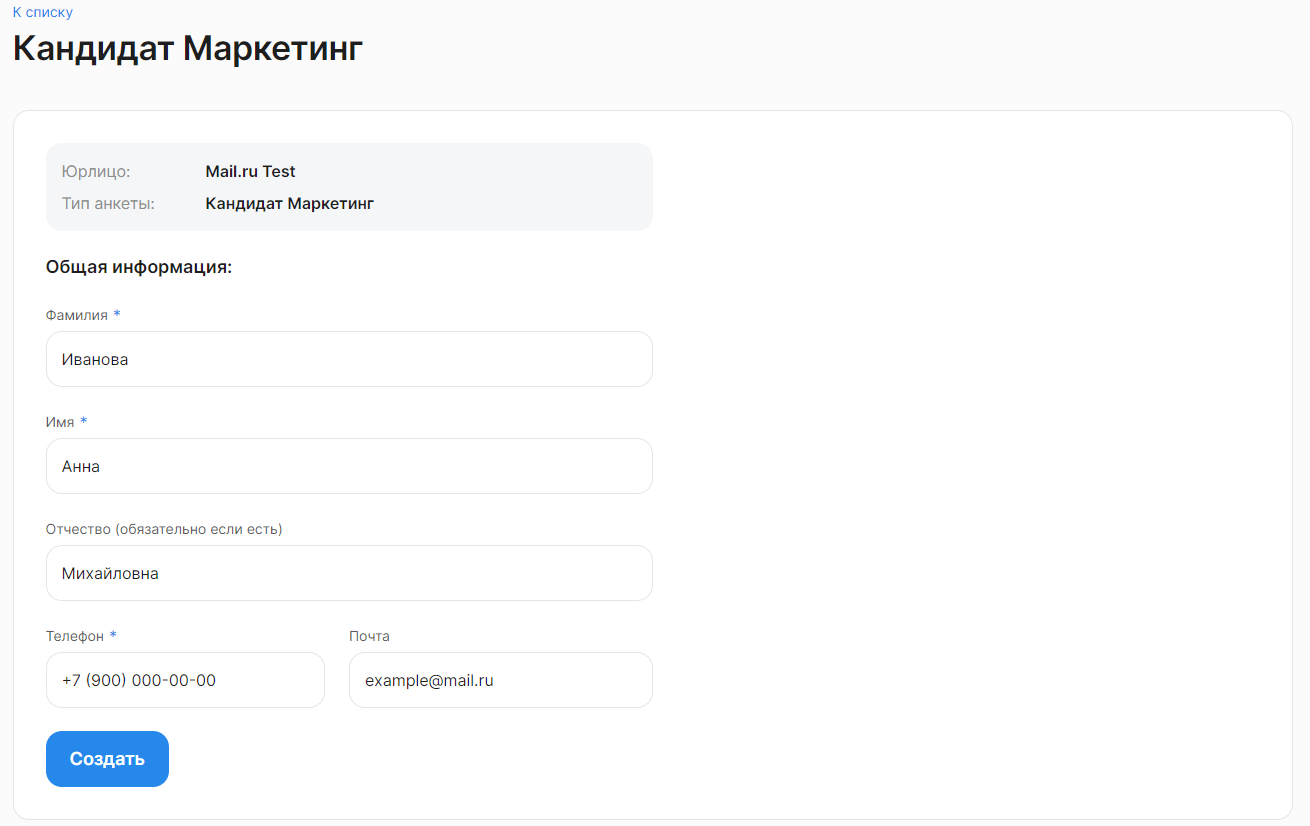 К списку
Кандидат Маркетинг
Юрлицо: Mail.ru Test
Тип анкеты: Кандидат Маркетинг
Общая информация:
Фамилия *
Иванова
Имя *
Анна
Отчество (обязательно если есть)
Михайловна
Телефон * Почта
+7 (900) 000-00-00 example@mail.ru
Создать